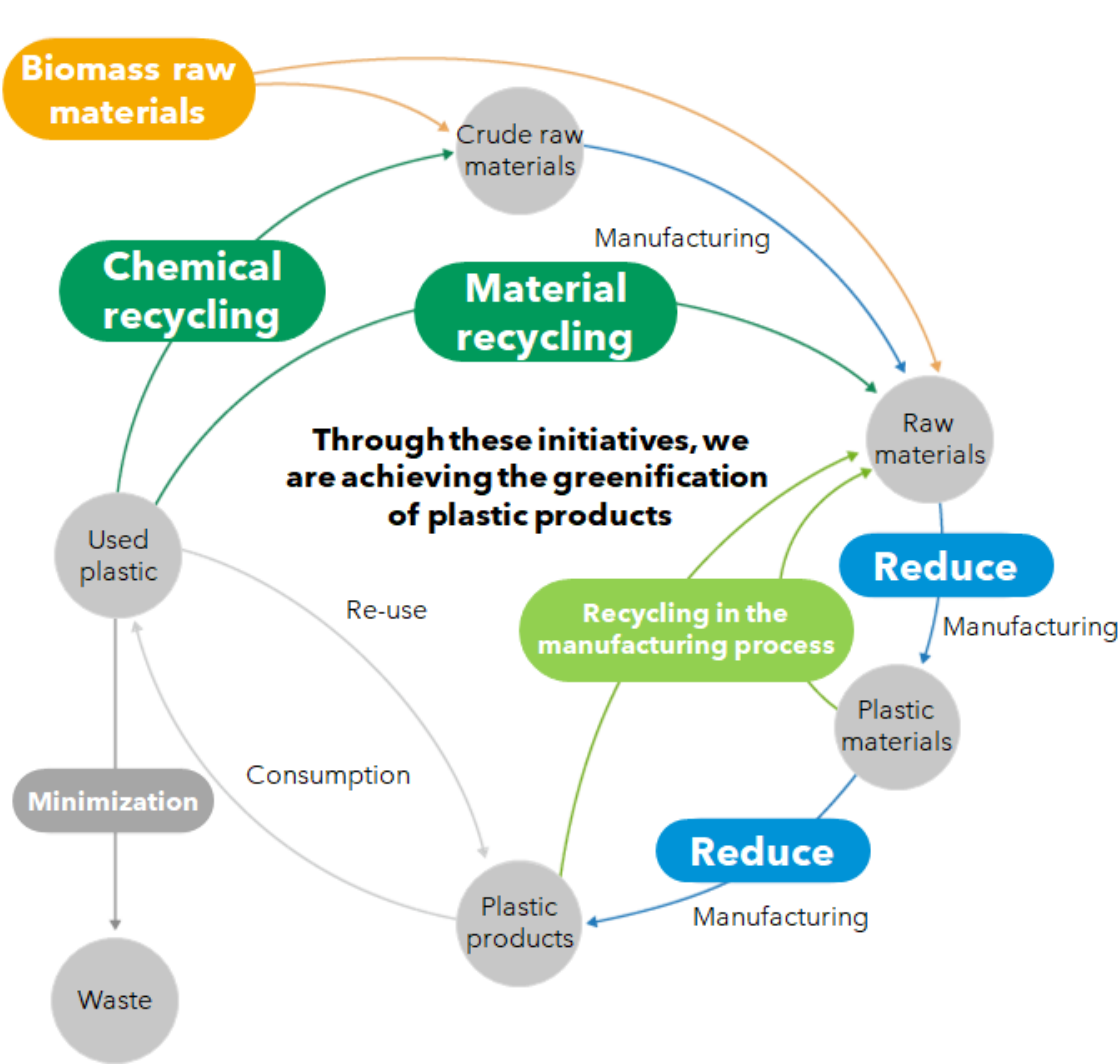 Biomass raw
materials
Crude raw
materials
Manufacturing
Chemical
recycling
Material
recycling
Through these initiatives, we
are achieving the greenification
of plastic products
Raw
materials
Used
plastic
Re-use
Reduce
Recycling in the
manufacturing process
Manufacturing
Plastic
materials
Consumption
Minimization
Reduce
Plastic
products
Manufacturing
Waste